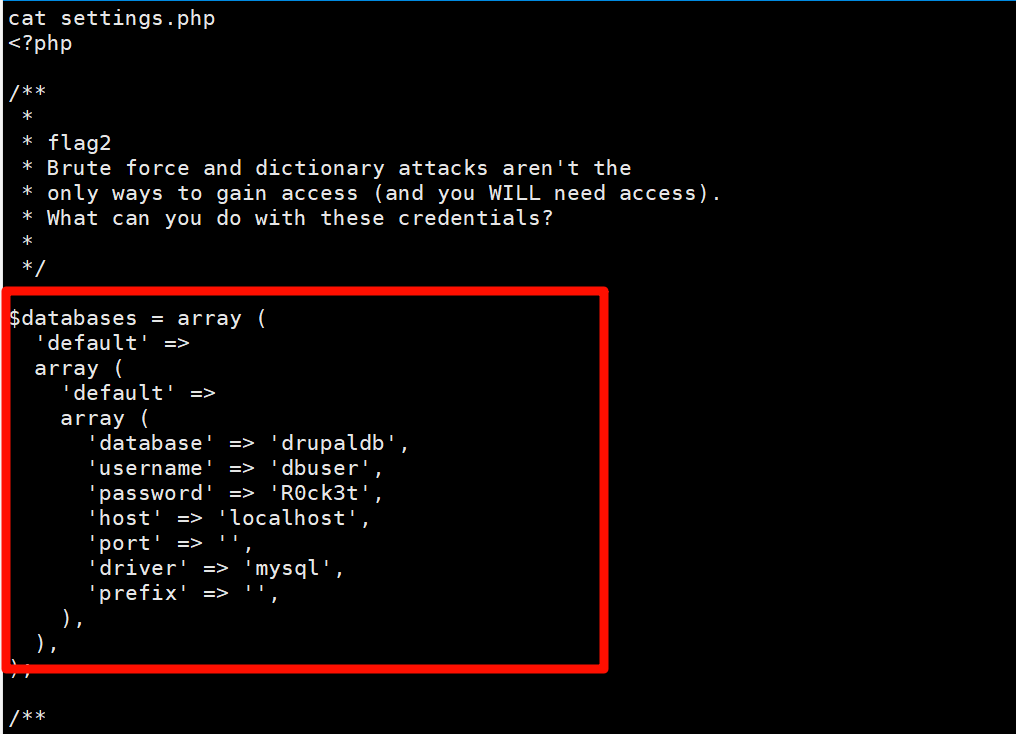 cat settings.php
<?php
/**
 *
 * flag2
 * Brute force and dictionary attacks aren't the
 * only ways to gain access (and you WILL need access).
 * What can you do with these credentials?
 *
 */
$databases = array (
  'default' =>
  array (
    'default' =>
    array (
      'database' => 'drupaldb',
      'username' => 'dbuser',
      'password' => 'R0ck3t',
      'host' => 'localhost',
      'port' => '',
      'driver' => 'mysql',
      'prefix' => '',
    ),
  ),
);
/**